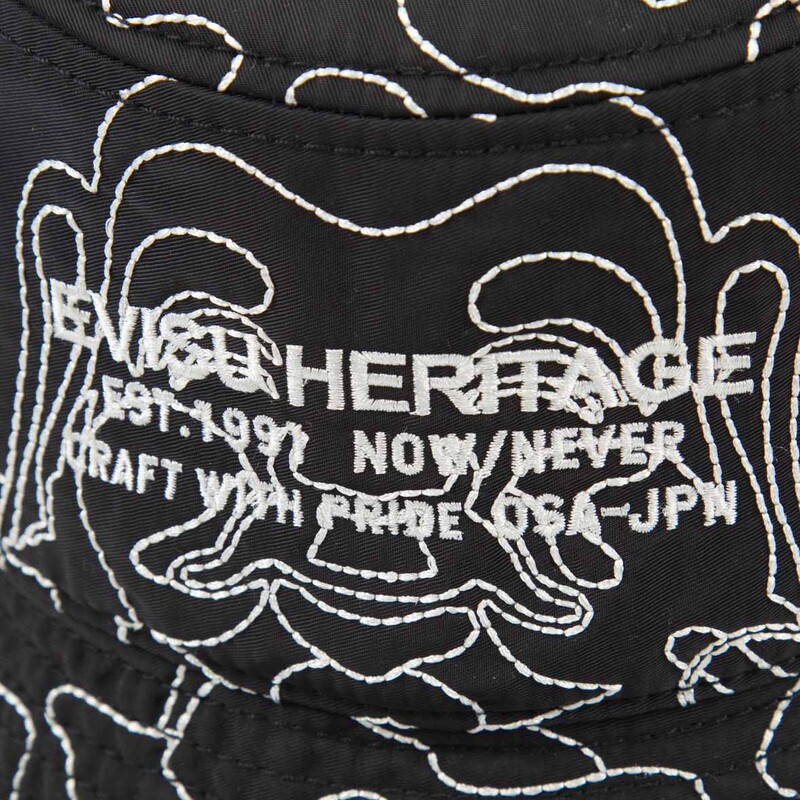 EVISU HERITAGE
EST.1991 NOW/NEVER
CRAFT WITH PRIDE OSA-JPN